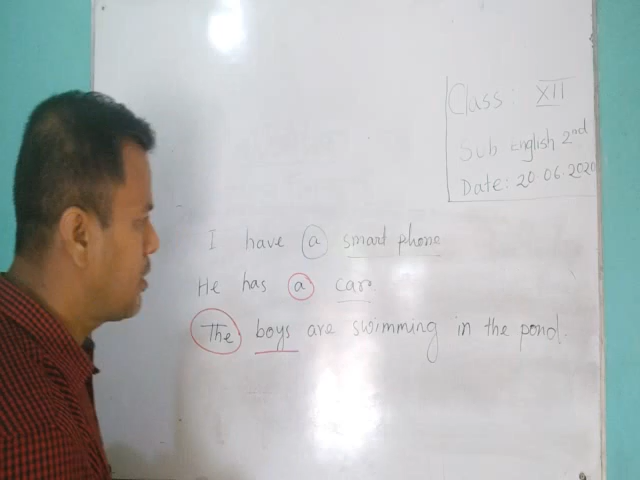 Class: XII
Sub English 2nd
Date: 20.06.2020
I have a smart phone
He has a car
The boys are swimming in the pond.